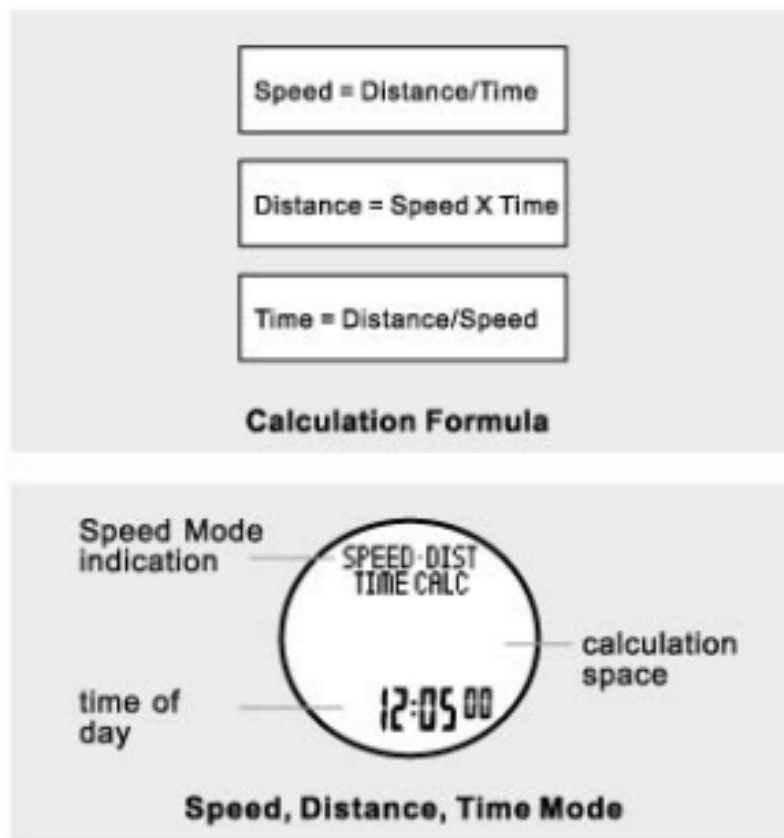 Speed = Distance/Time
Distance = Speed X Time
Time = Distance/Speed
Calculation Formula
Speed Mode
indication
SPEED·DIST
TIME CALC
calculation
space
time of
day
12:05 00
Speed, Distance, Time Mode